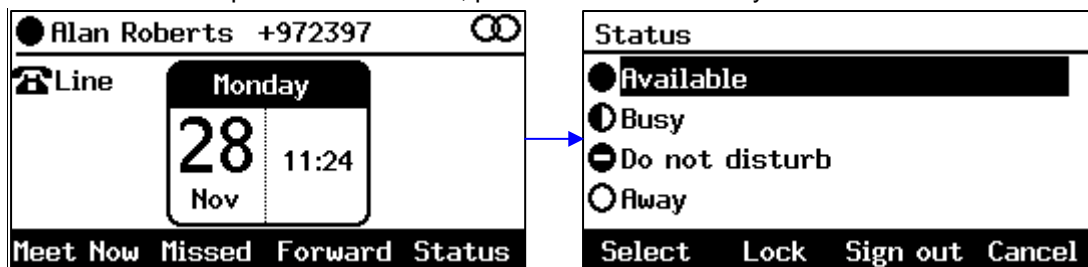 Alan Roberts +972397
Line
Monday
28
11:24
Nov
Meet Now Missed Forward Status
Status
Available
Busy
Do not disturb
Away
Select Lock Sign out Cancel